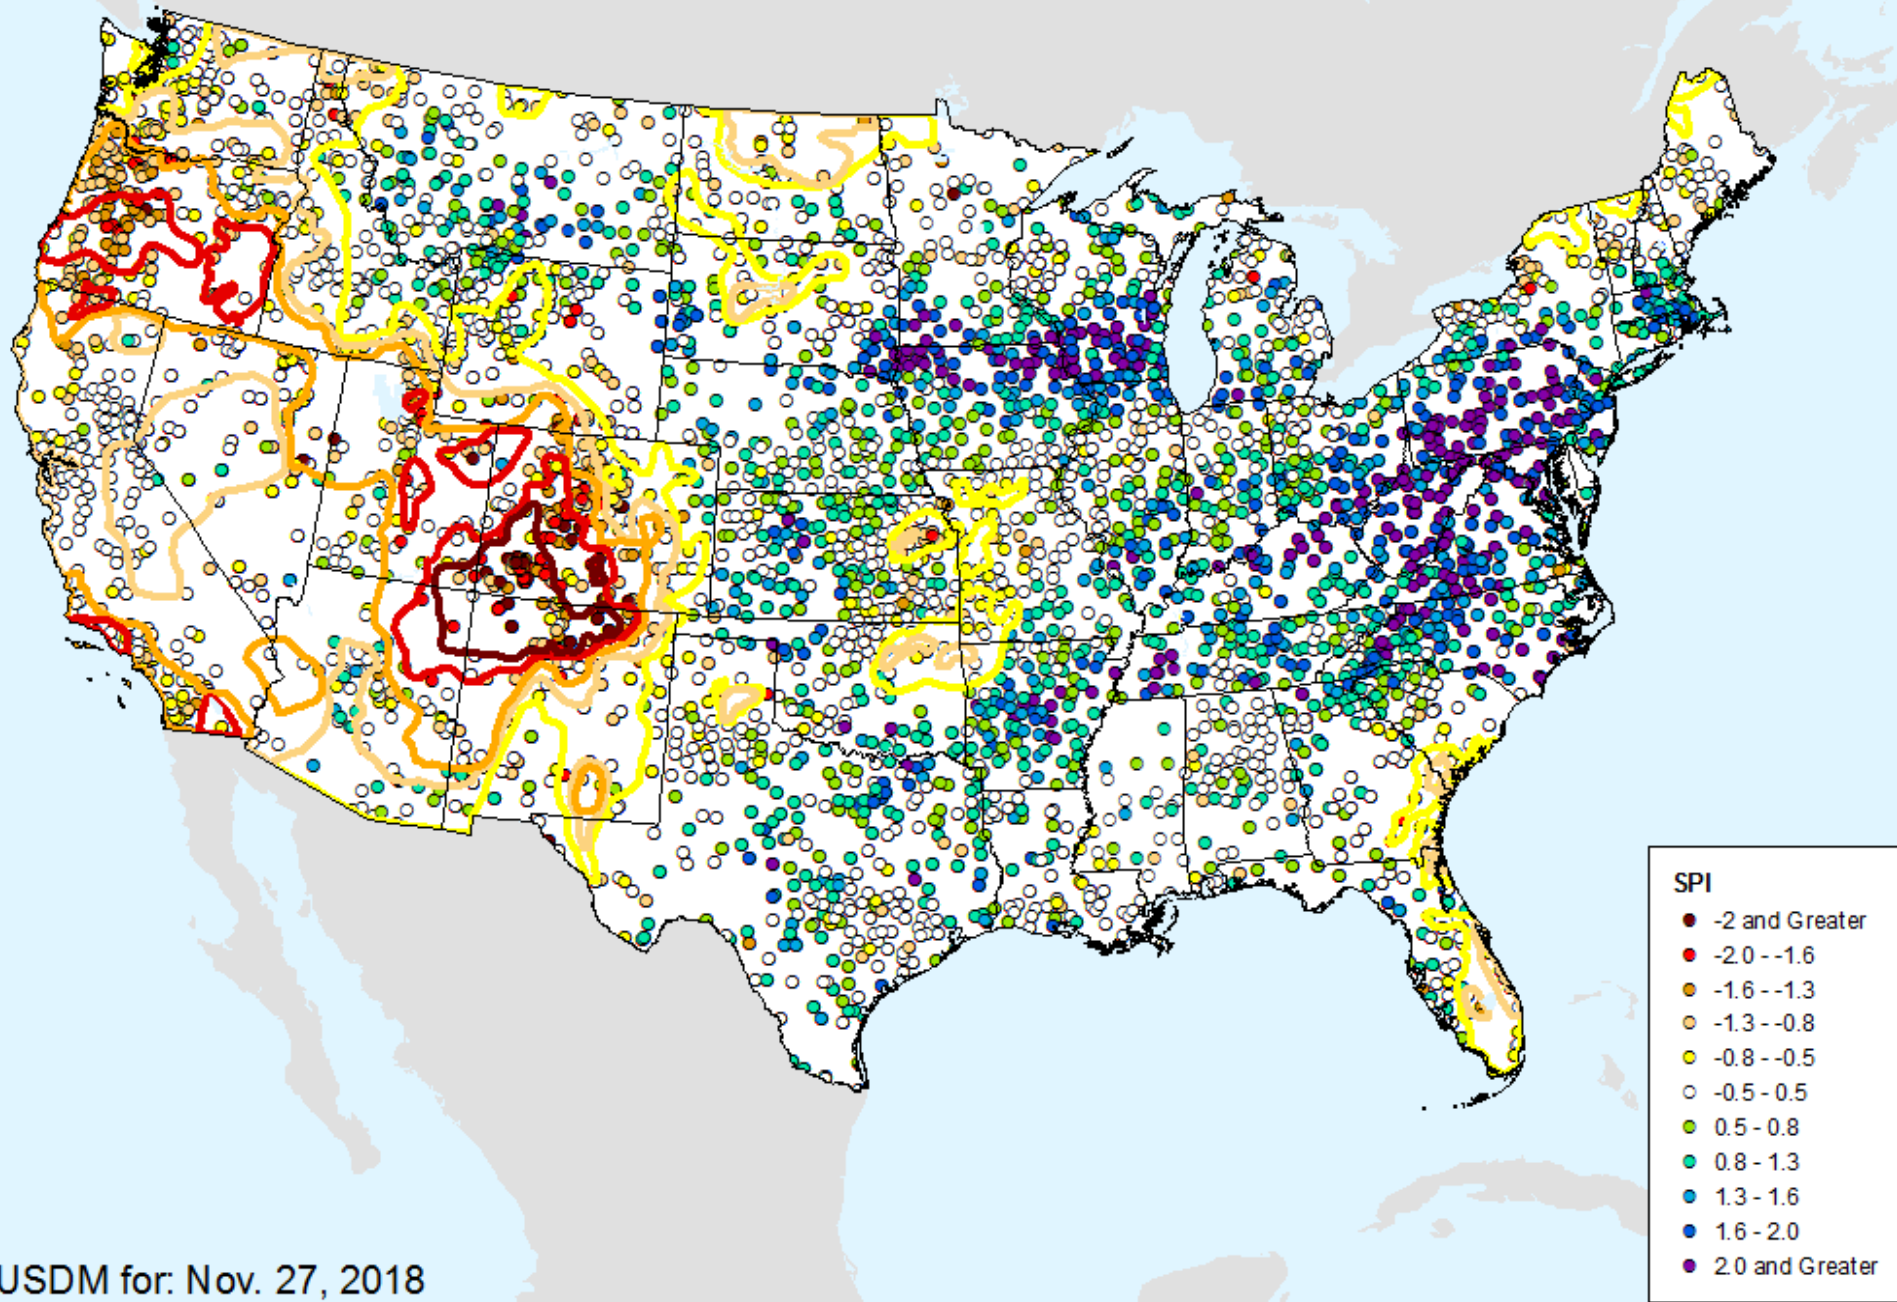 SPI
-2 and Greater
-2.0 - -1.6
-1.6 - -1.3
-1.3 - -0.8
-0.8 - -0.5
-0.5 - 0.5
0.5 - 0.8
0.8 - 1.3
1.3 - 1.6
1.6 - 2.0
2.0 and Greater
USDM for: Nov. 27, 2018